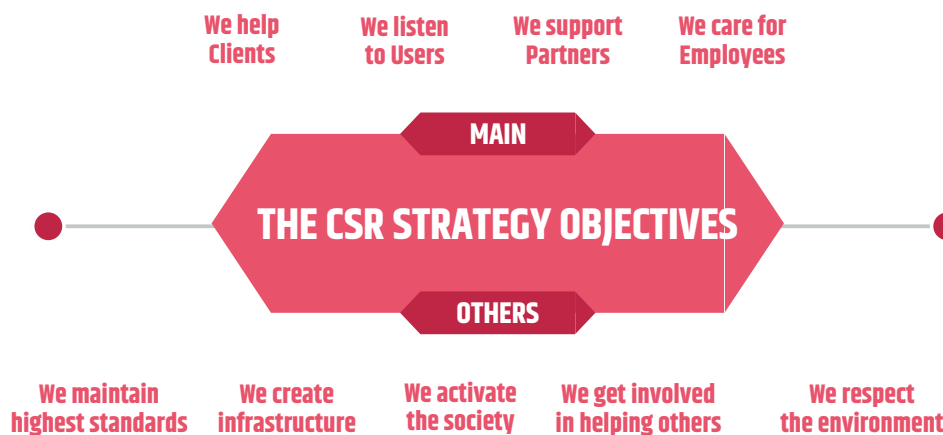 We help
Clients
We listen
to Users
We support
Partners
We care for
Employees
MAIN
THE CSR STRATEGY OBJECTIVES
OTHERS
We maintain
highest standards
We create
infrastructure
We activate
the society
We get involved
in helping others
We respect
the environment